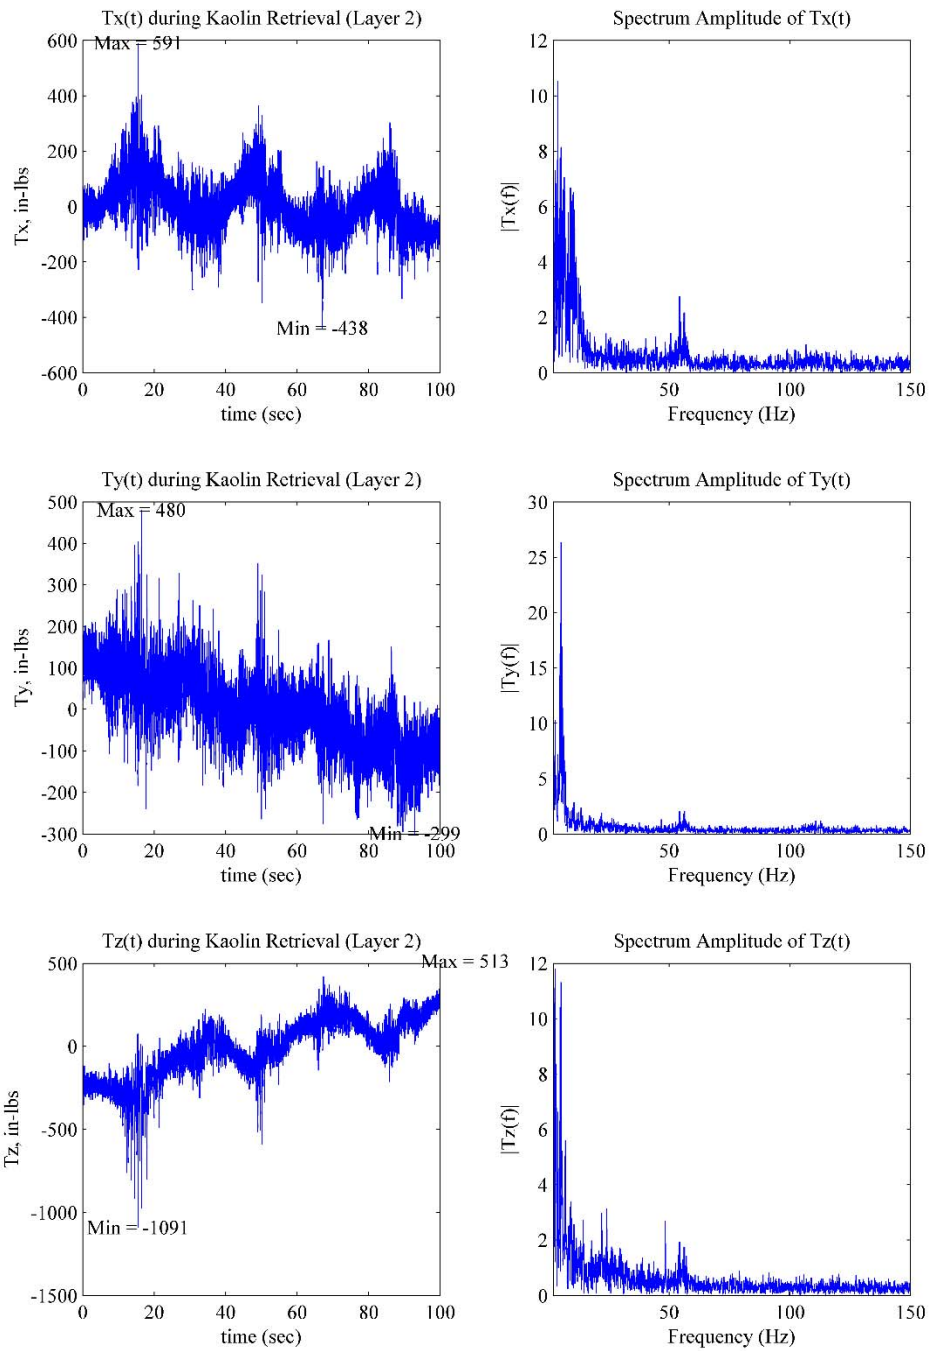 Tx(t) during Kaolin Retrieval (Layer 2)
Spectrum Amplitude of Tx(t)
600
Max = 591
400
200
0
-200
-400
-600
Tx, in-lbs
Min = -438
0 20 40 60 80 100
time (sec)
12
10
8
6
4
2
0
|Tx(f)|
50 100 150
Frequency (Hz)
Ty(t) during Kaolin Retrieval (Layer 2)
Spectrum Amplitude of Ty(t)
500
Max = 480
400
300
200
100
0
-100
-200
-300
Ty, in-lbs
Min = -299
0 20 40 60 80 100
time (sec)
30
25
20
15
10
5
0
|Ty(f)|
50 100 150
Frequency (Hz)
Tz(t) during Kaolin Retrieval (Layer 2)
Spectrum Amplitude of Tz(t)
500
Max = 513
0
-500
-1000
-1500
Tz, in-lbs
Min = -1091
0 20 40 60 80 100
time (sec)
12
10
8
6
4
2
0
|Tz(f)|
50 100 150
Frequency (Hz)